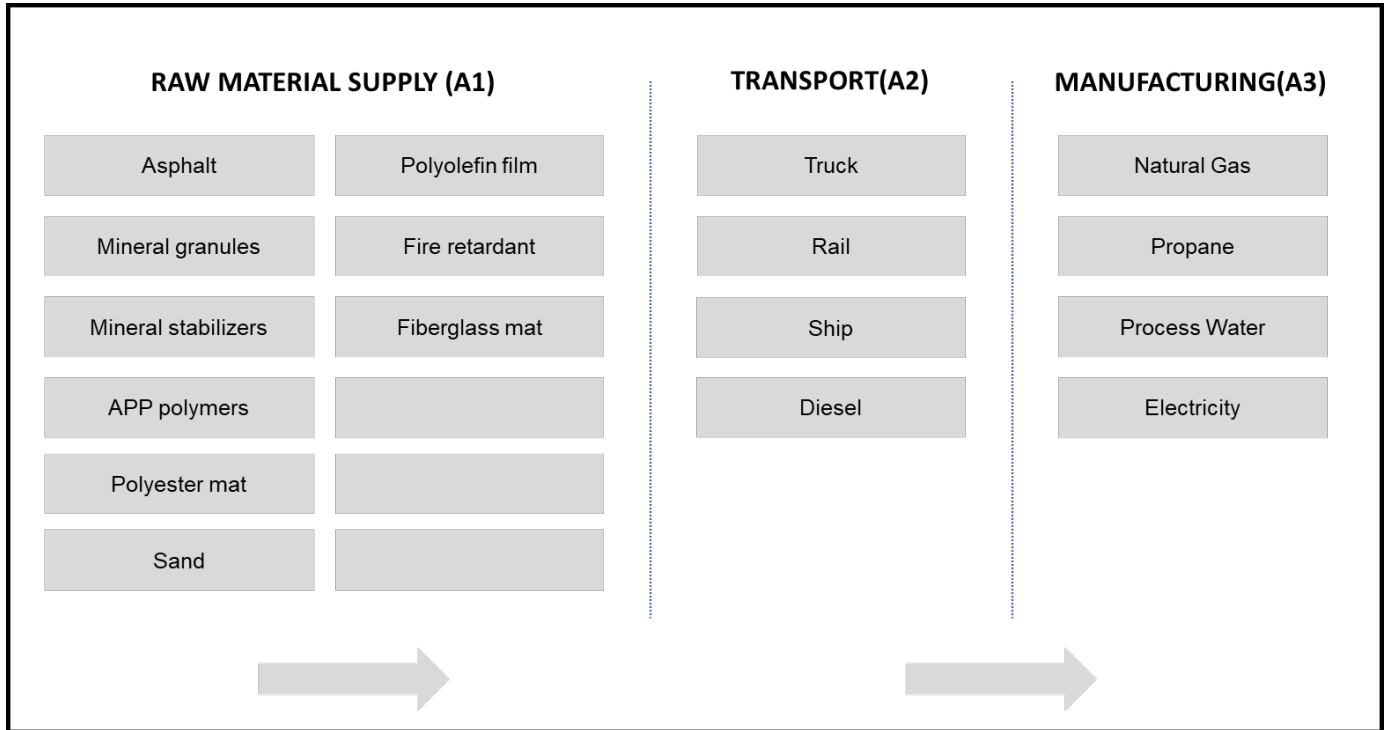 RAW MATERIAL SUPPLY (A1)
Asphalt
Mineral granules
Mineral stabilizers
APP polymers
Polyester mat
Sand
Polyolefin film
Fire retardant
Fiberglass mat
TRANSPORT(A2)
Truck
Rail
Ship
Diesel
MANUFACTURING(A3)
Natural Gas
Propane
Process Water
Electricity